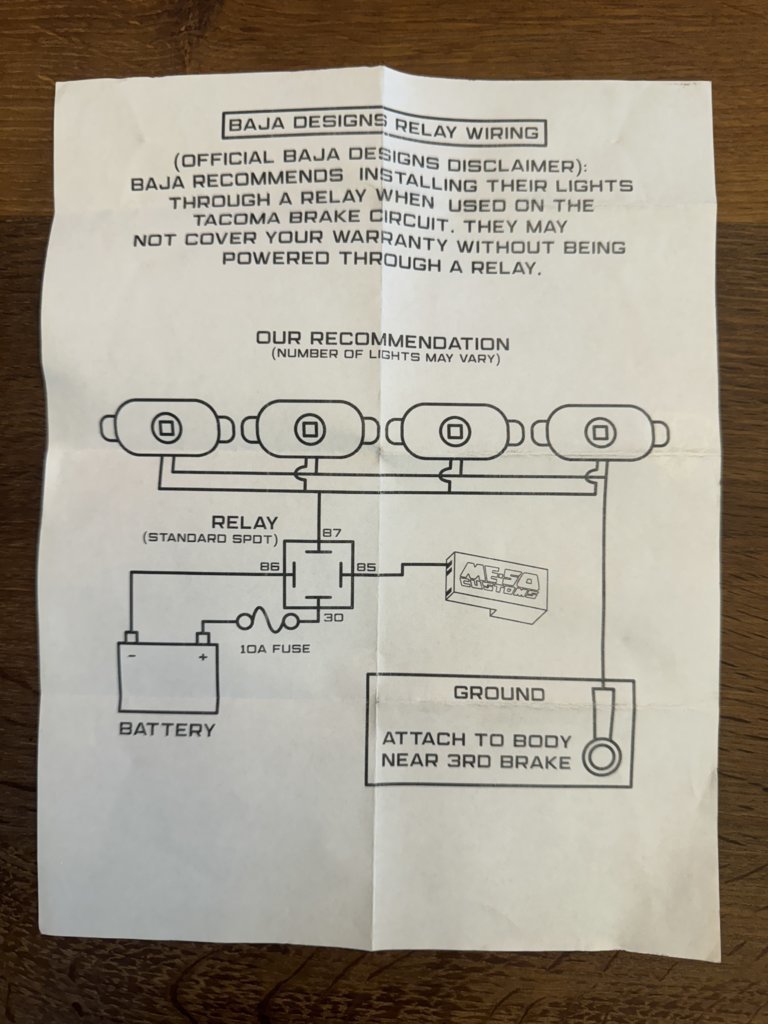 BAJA DESIGNS RELAY WIRING
(OFFICIAL BAJA DESIGNS DISCLAIMER):
BAJA RECOMMENDS INSTALLING THEIR LIGHTS
THROUGH A RELAY WHEN USED ON THE
TACOMA BRAKE CIRCUIT. THEY MAY
NOT COVER YOUR WARRANTY WITHOUT BEING
POWERED THROUGH A RELAY.
OUR RECOMMENDATION
(NUMBER OF LIGHTS MAY VARY)
RELAY
(STANDARD SPDT)
87
86
85
30
MESO
CUSTOMS
10A FUSE
- +
BATTERY
GROUND
ATTACH TO BODY
NEAR 3RD BRAKE